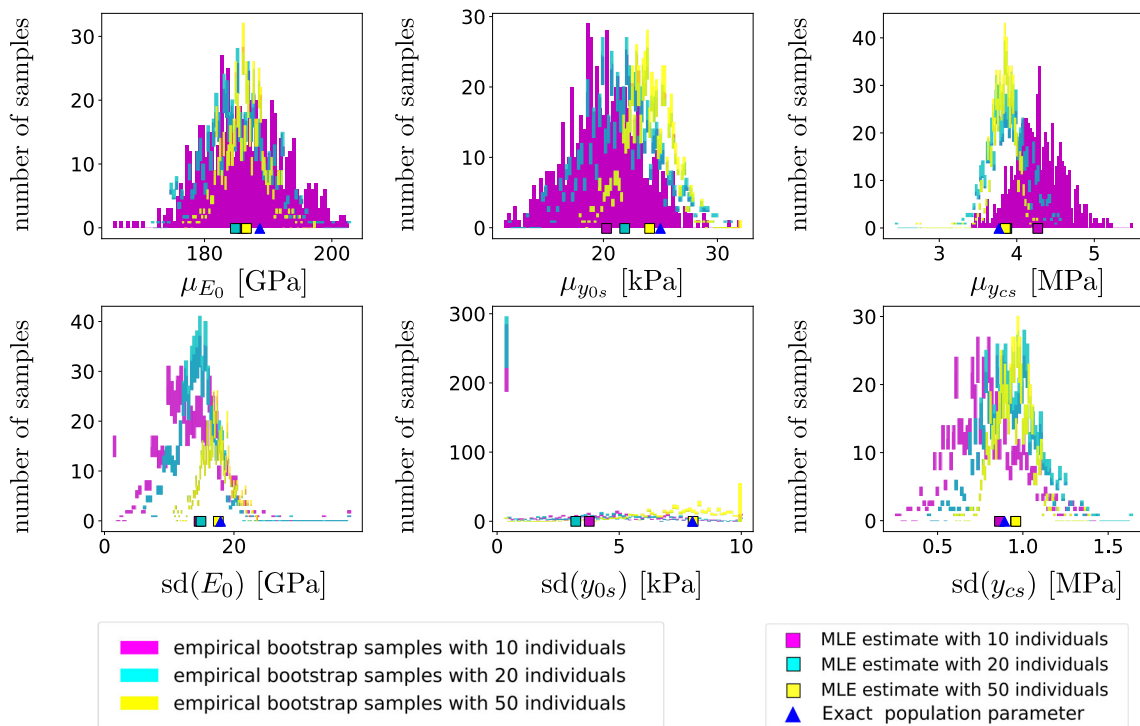 number of samples
30
20
10
0
180
200
μ_{E_0} [GPa]
number of samples
30
20
10
0
20
30
μ_{y_{0s}} [kPa]
number of samples
40
30
20
10
0
3
4
5
μ_{y_{cs}} [MPa]
number of samples
40
30
20
10
0
0
20
sd(E_0) [GPa]
number of samples
300
200
100
0
0
5
10
sd(y_{0s}) [kPa]
number of samples
30
20
10
0
0.5
1.0
1.5
sd(y_{cs}) [MPa]
empirical bootstrap samples with 10 individuals
empirical bootstrap samples with 20 individuals
empirical bootstrap samples with 50 individuals
MLE estimate with 10 individuals
MLE estimate with 20 individuals
MLE estimate with 50 individuals
Exact population parameter